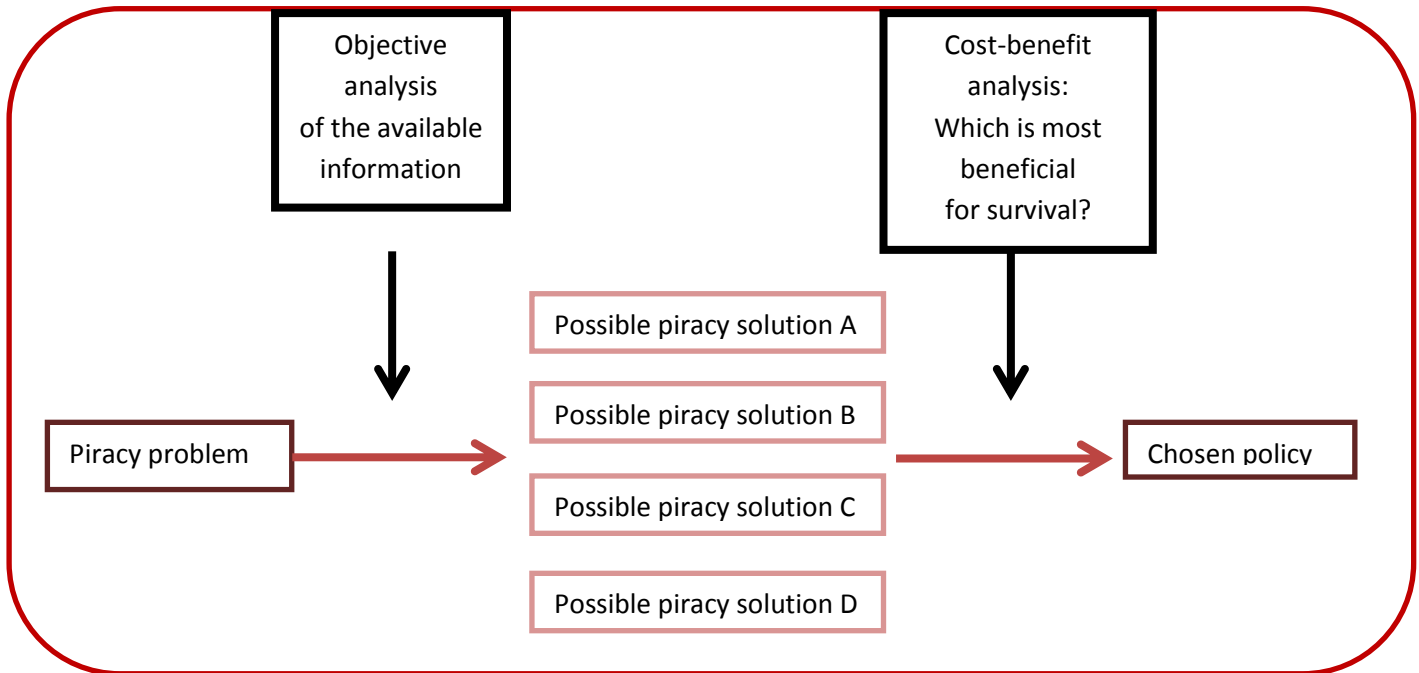 Objective
analysis
of the available
information
Cost-benefit
analysis:
Which is most
beneficial
for survival?
Possible piracy solution A
Possible piracy solution B
Piracy problem
Chosen policy
Possible piracy solution C
Possible piracy solution D